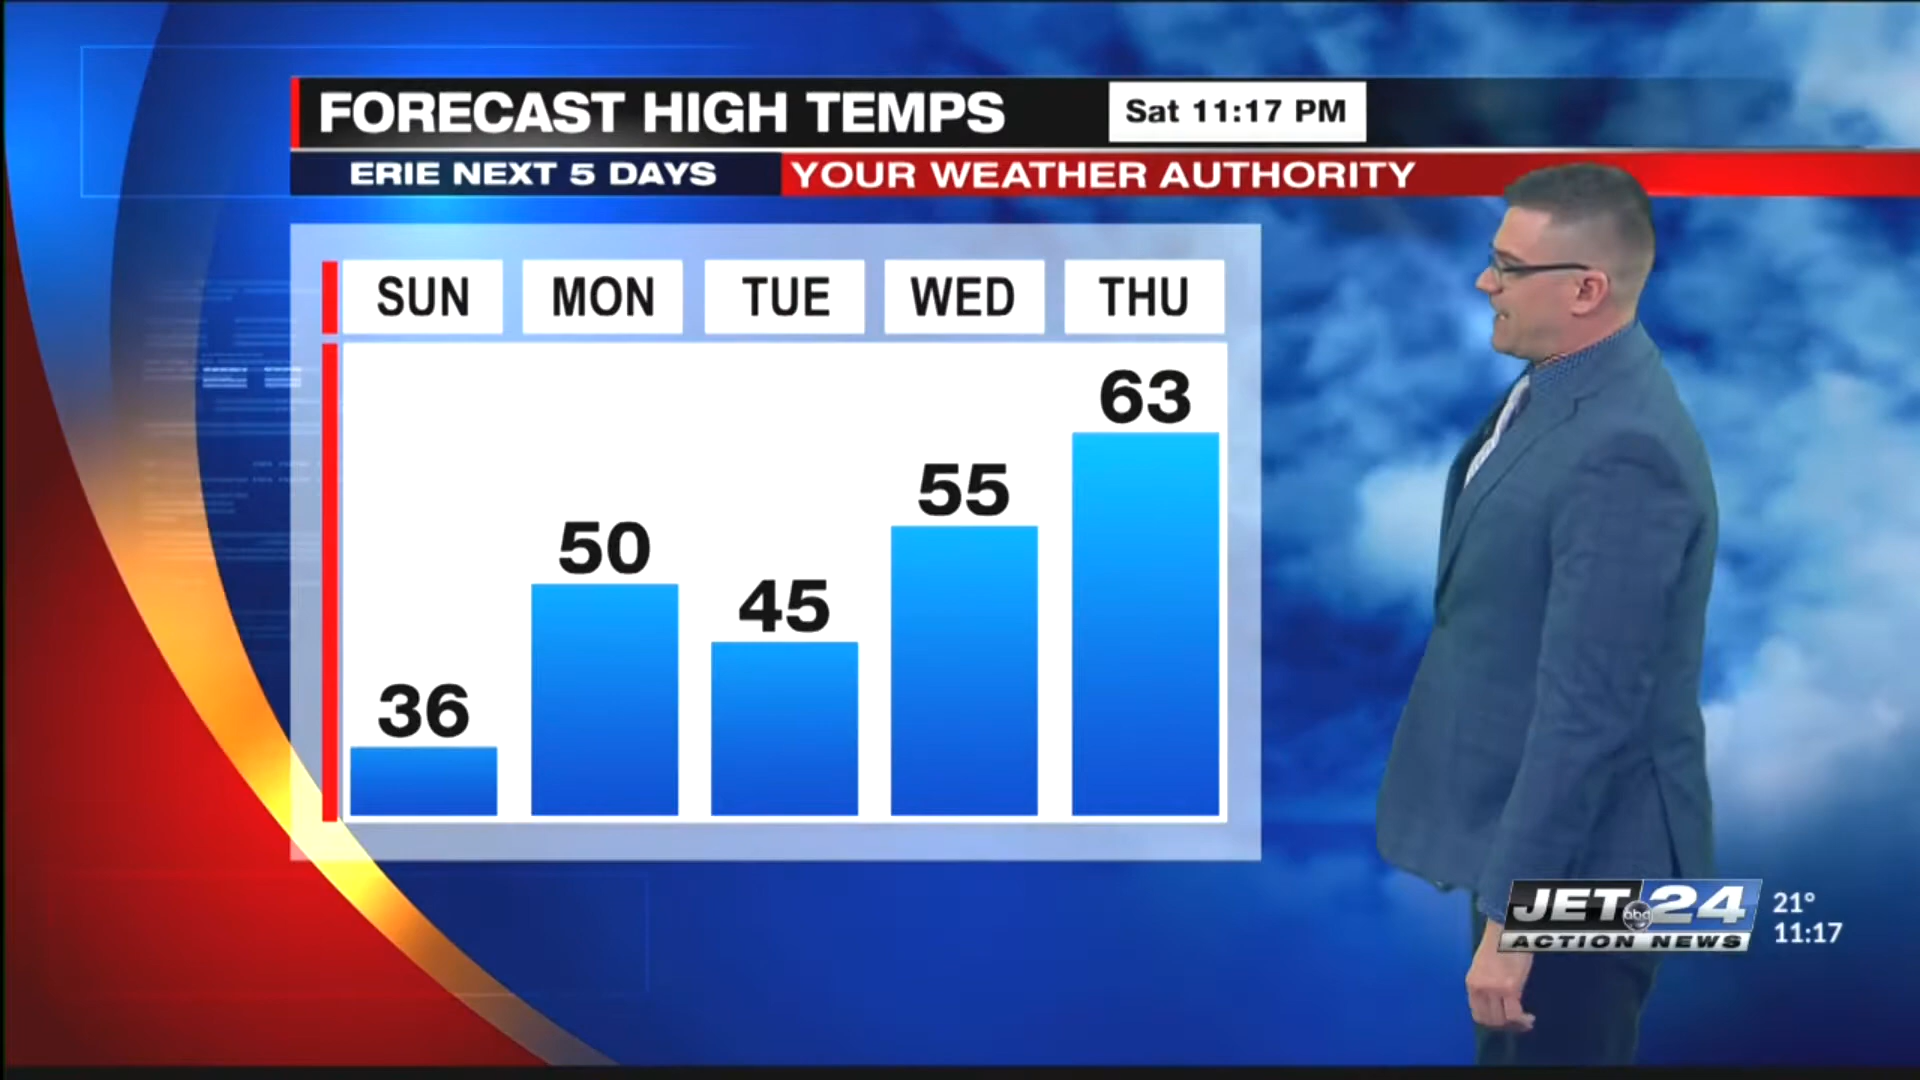 FORECAST HIGH TEMPS
Sat 11:17 PM
ERIE NEXT 5 DAYS
YOUR WEATHER AUTHORITY
SUN MON TUE WED THU
36 50 45 55 63
JET abc 24
ACTION NEWS
21°
11:17